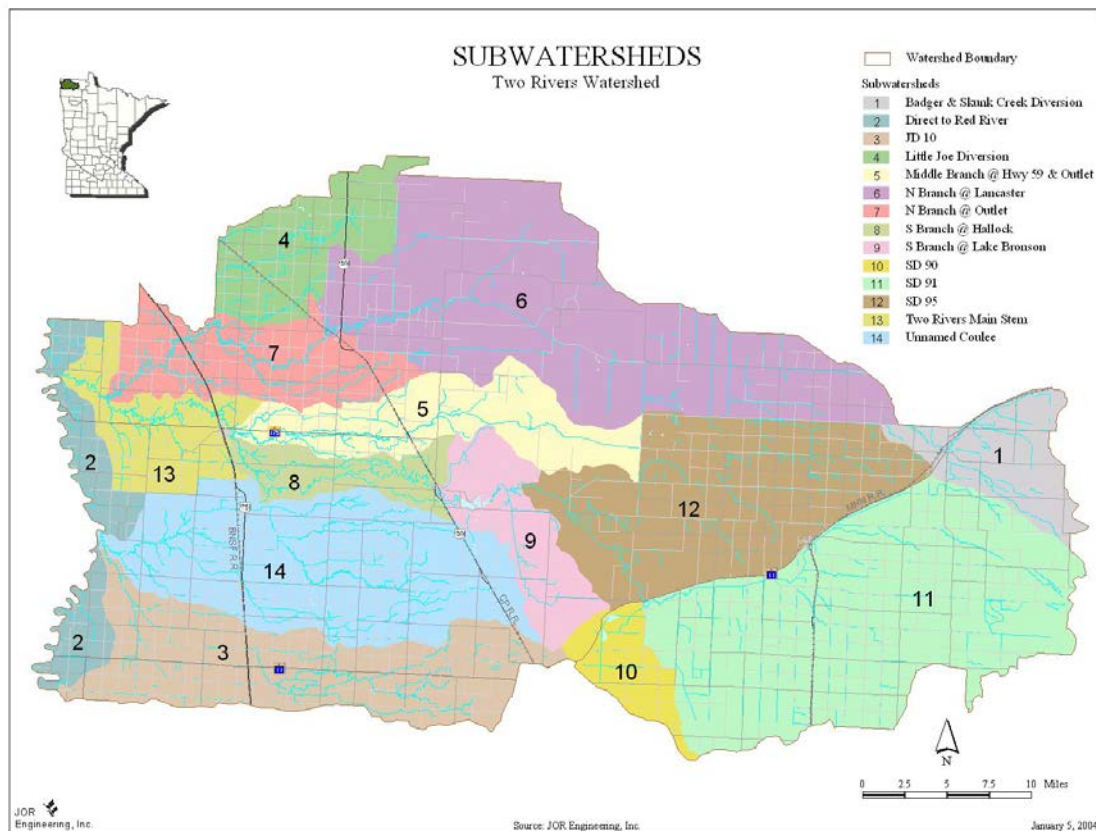 SUBWATERSHEDS
Two Rivers Watershed
Watershed Boundary
Subwatersheds
1 Badger & Skunk Creek Diversion
2 Direct to Red River
3 JD 10
4 Little Joe Diversion
5 Middle Branch @ Hwy 59 & Outlet
6 N Branch @ Lancaster
7 N Branch @ Outlet
8 S Branch @ Hallock
9 S Branch @ Lake Bronson
10 SD 90
11 SD 91
12 SD 95
13 Two Rivers Main Stem
14 Unnamed Coulee
4
6
7
5
1
2
13
8
12
9
14
11
2
3
10
BNSF R.R.
CP R.R.
N
0 2.5 5 7.5 10 Miles
JOR
Engineering, Inc.
Source: JOR Engineering, Inc.
January 5, 2004